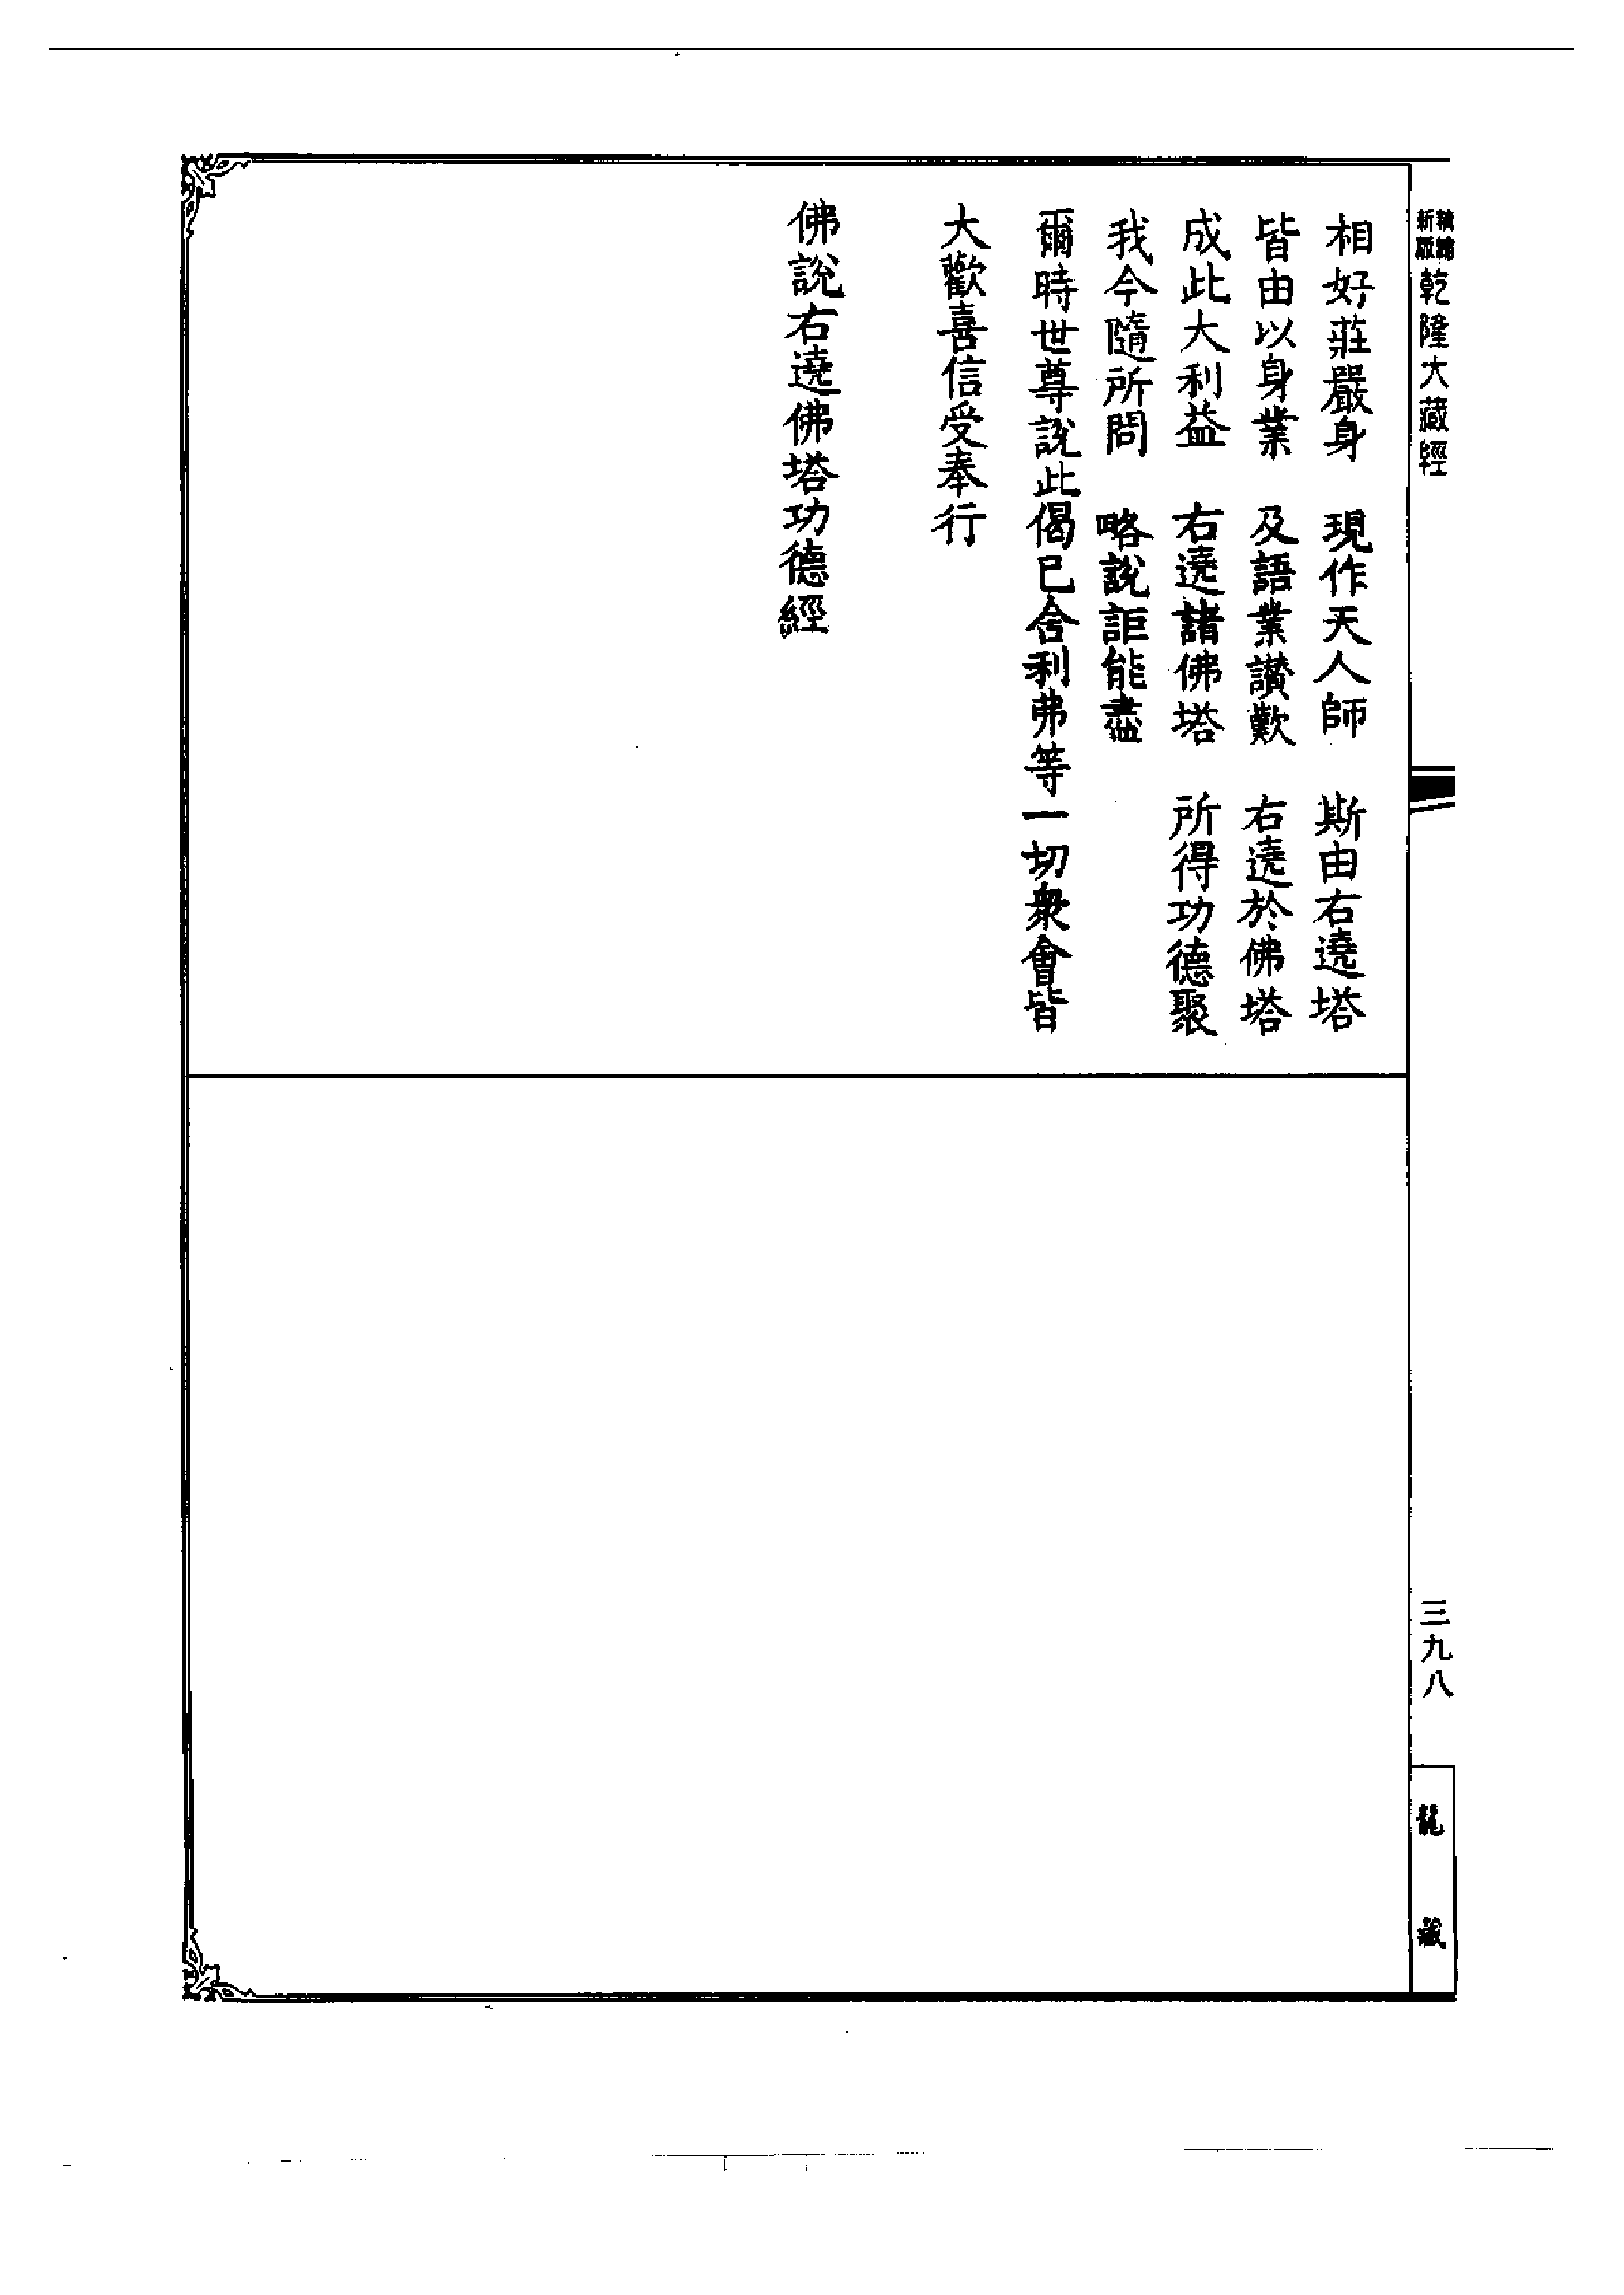 新版精縮乾隆大藏經
相好莊嚴身　現作天人師　斯由右遶塔
皆由以身業　及語業讃歎　右遶於佛塔
成此大利益　右遶諸佛塔　所得功德聚
我今隨所問　略說詎能盡
爾時世尊說此偈已舍利弗等一切衆會皆
大歡喜信受奉行
佛說右遶佛塔功德經
三九八
龍藏